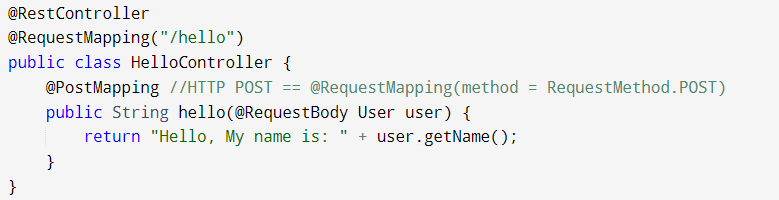 @RestController
@RequestMapping("/hello")
public class HelloController {
    @PostMapping //HTTP POST == @RequestMapping(method = RequestMethod.POST)
    public String hello(@RequestBody User user) {
        return "Hello, My name is: " + user.getName();
    }
}